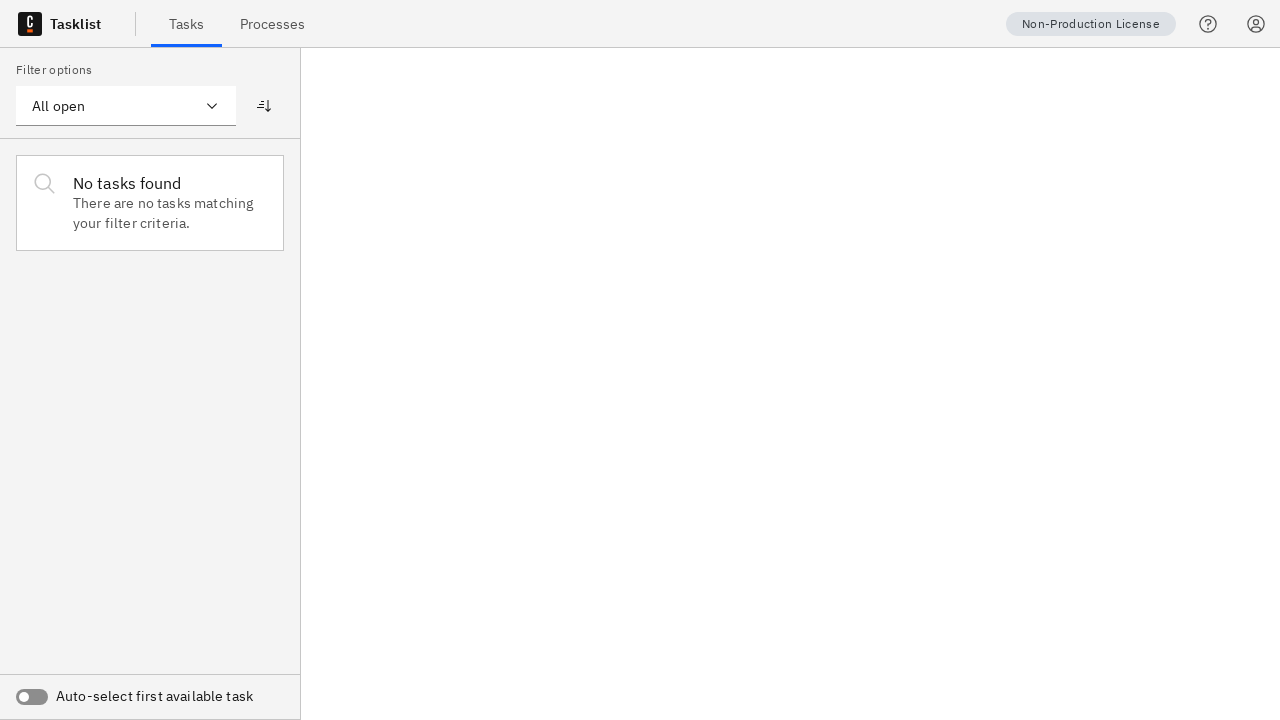 Tasklist
Tasks
Processes
Non-Production License
Filter options
All open
No tasks found
There are no tasks matching
your filter criteria.
Auto-select first available task